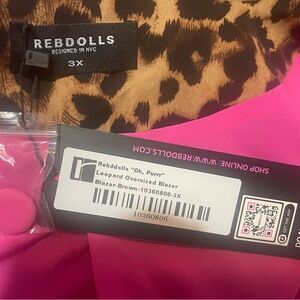 REBDOLLS
DESIGNED IN NYC
3X
SHOP ONLINE: WWW.REBDOLLS.COM
Rebdolls "Oh, Purrr"
Leopard Oversized Blazer
Blazer-Brown-10360806-3X
10360806